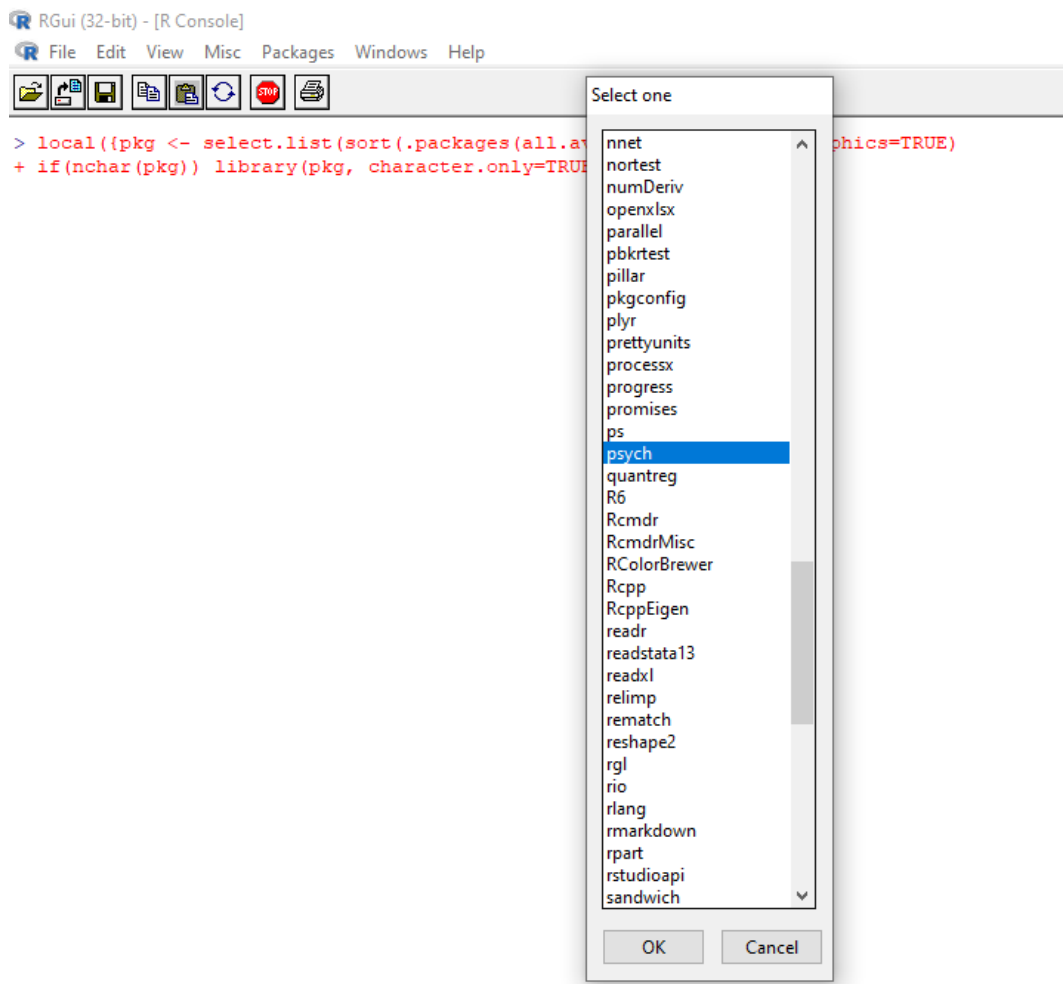 RGui (32-bit) - [R Console]
File Edit View Misc Packages Windows Help
STOP
> local({pkg <- select.list(sort(.packages(all.av
phics=TRUE)
+ if(nchar(pkg)) library(pkg, character.only=TRU
Select one
nnet
nortest
numDeriv
openxlsx
parallel
pbkrtest
pillar
pkgconfig
plyr
prettyunits
processx
progress
promises
ps
psych
quantreg
R6
Rcmdr
RcmdrMisc
RColorBrewer
Rcpp
RcppEigen
readr
readstata13
readxl
relimp
rematch
reshape2
rgl
rio
rlang
rmarkdown
rpart
rstudioapi
sandwich
OK Cancel